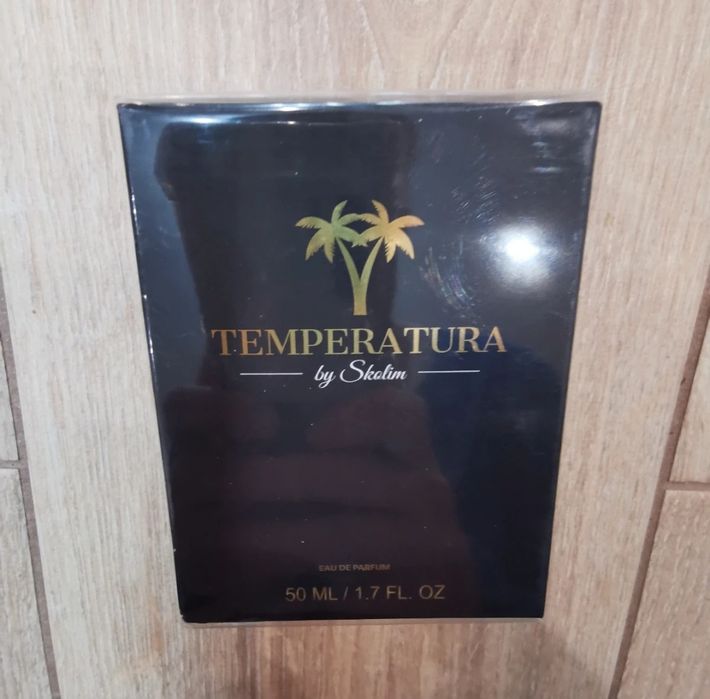 TEMPERATURA
by Skolim
EAU DE PARFUM
50 ML / 1.7 FL. OZ